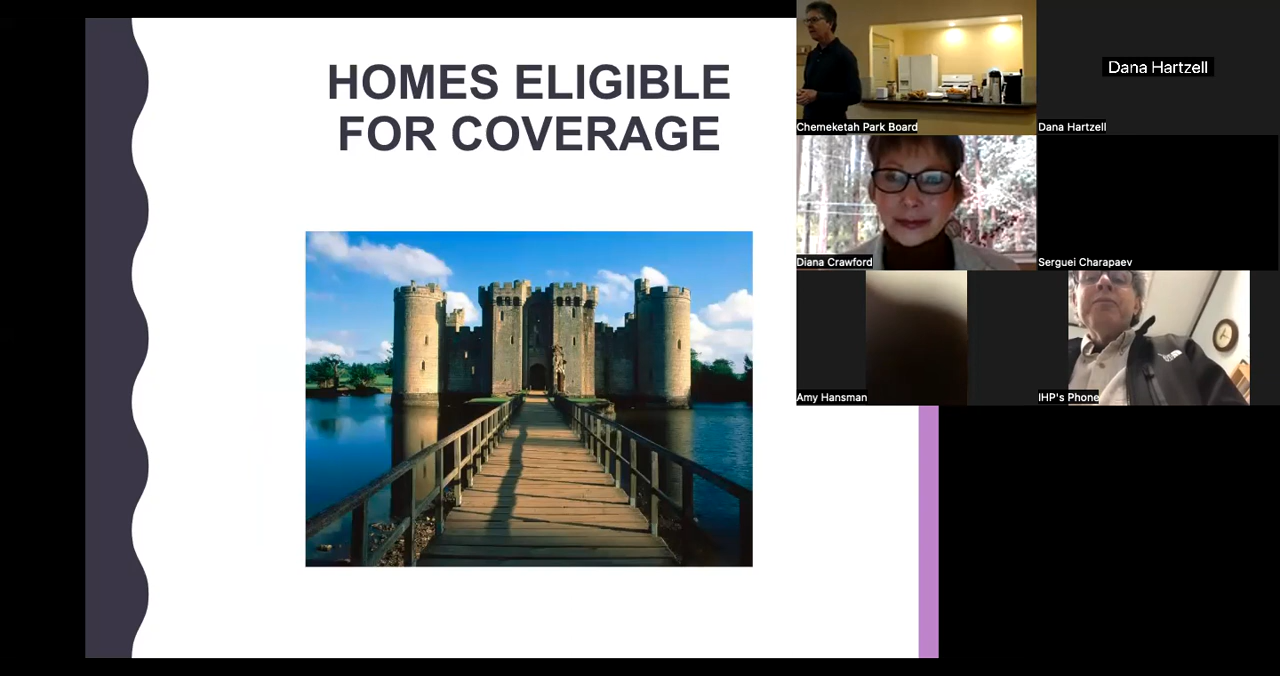 HOMES ELIGIBLE
FOR COVERAGE
Chemeketah Park Board
Dana Hartzell
Dana Hartzell
Diana Crawford
Serguei Charapaev
Amy Hansman
IHP's Phone